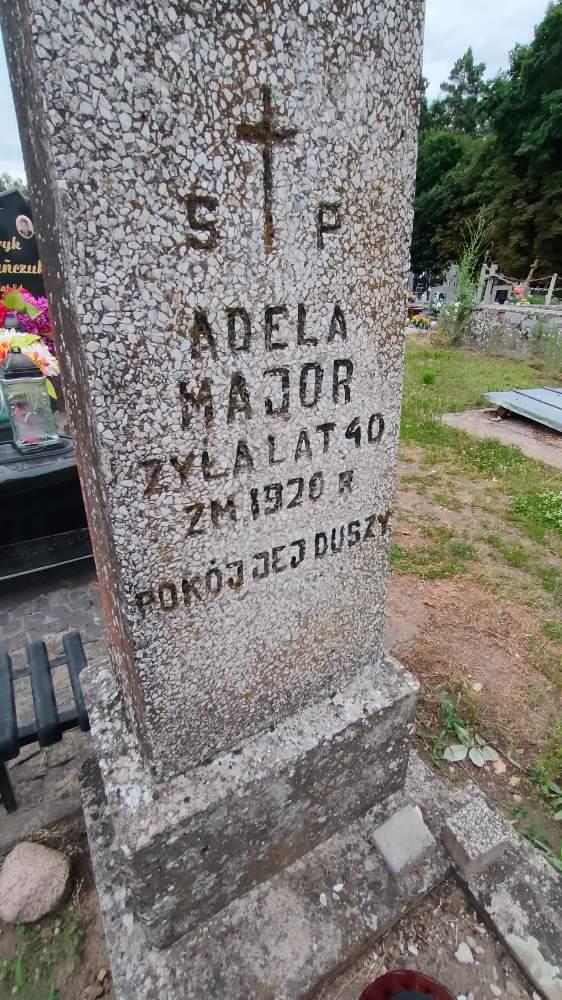 S P
ADELA
MAJOR
ŻYŁA LAT 40
ZM 1920 R
POKÓJ JEJ DUSZY